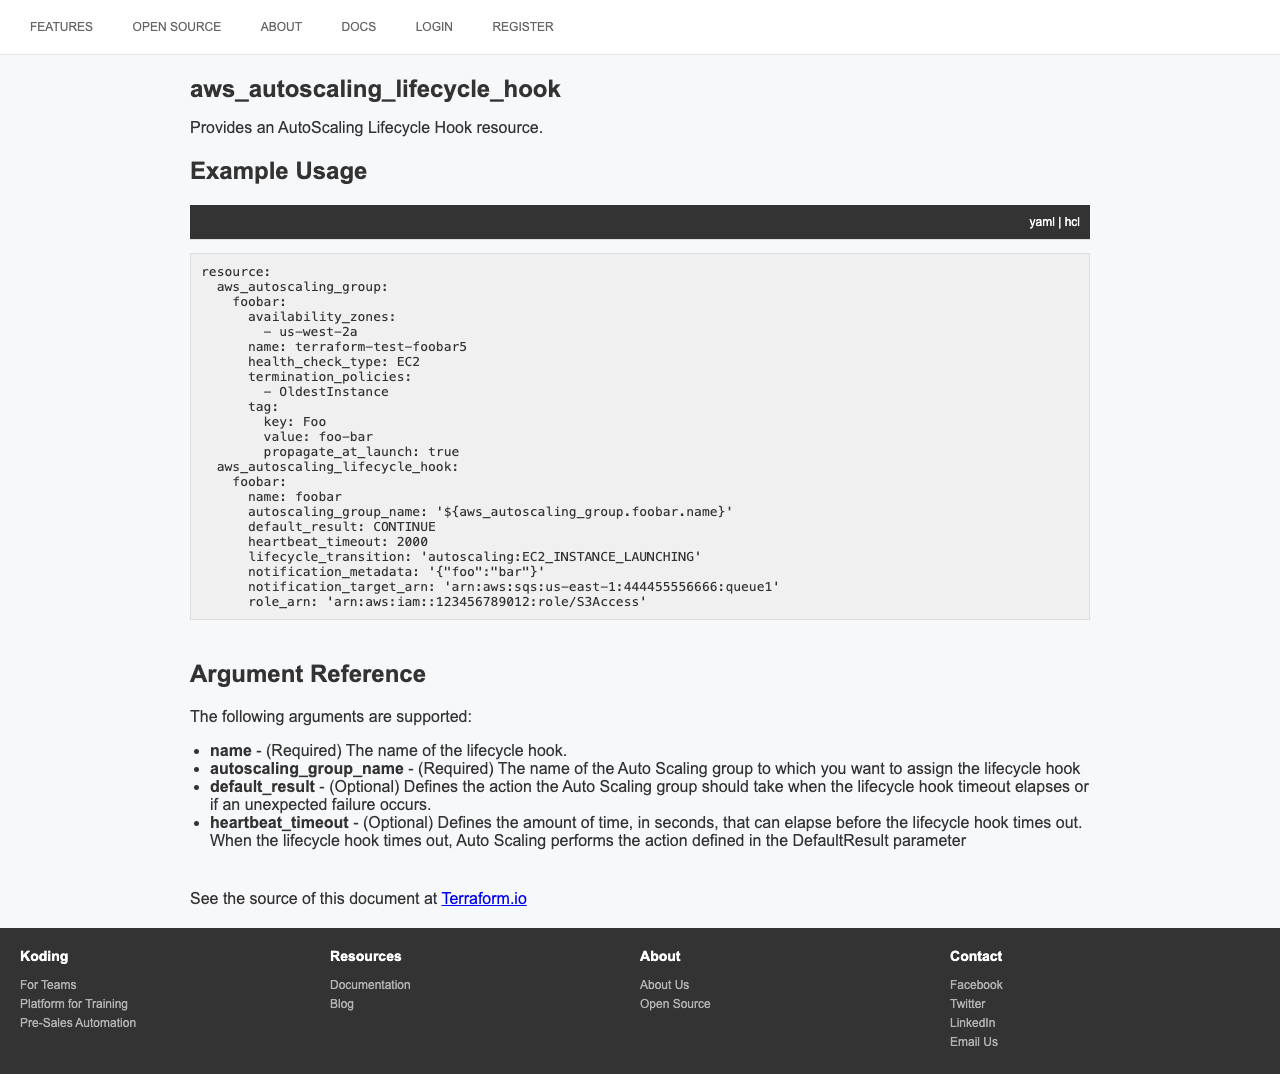 FEATURES OPEN SOURCE ABOUT DOCS LOGIN REGISTER
aws_autoscaling_lifecycle_hook
Provides an AutoScaling Lifecycle Hook resource.
Example Usage
yaml | hcl
resource:
  aws_autoscaling_group:
    foobar:
      availability_zones:
        - us-west-2a
      name: terraform-test-foobar5
      health_check_type: EC2
      termination_policies:
        - OldestInstance
      tag:
        key: Foo
        value: foo-bar
        propagate_at_launch: true
  aws_autoscaling_lifecycle_hook:
    foobar:
      name: foobar
      autoscaling_group_name: '${aws_autoscaling_group.foobar.name}'
      default_result: CONTINUE
      heartbeat_timeout: 2000
      lifecycle_transition: 'autoscaling:EC2_INSTANCE_LAUNCHING'
      notification_metadata: '{"foo":"bar"}'
      notification_target_arn: 'arn:aws:sqs:us-east-1:444455556666:queue1'
      role_arn: 'arn:aws:iam::123456789012:role/S3Access'
Argument Reference
The following arguments are supported:
• name - (Required) The name of the lifecycle hook.
• autoscaling_group_name - (Required) The name of the Auto Scaling group to which you want to assign the lifecycle hook
• default_result - (Optional) Defines the action the Auto Scaling group should take when the lifecycle hook timeout elapses or
if an unexpected failure occurs.
• heartbeat_timeout - (Optional) Defines the amount of time, in seconds, that can elapse before the lifecycle hook times out.
When the lifecycle hook times out, Auto Scaling performs the action defined in the DefaultResult parameter
See the source of this document at Terraform.io
Koding
For Teams
Platform for Training
Pre-Sales Automation
Resources
Documentation
Blog
About
About Us
Open Source
Contact
Facebook
Twitter
LinkedIn
Email Us